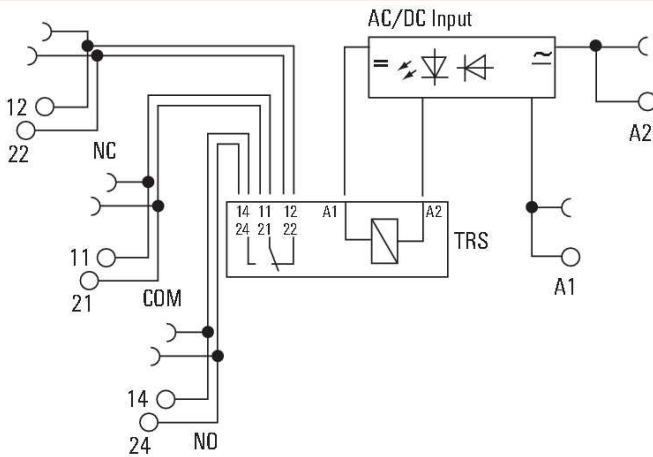 AC/DC Input
= ≃
12
22
NC
A2
14 11 12 A1 A2
24 21 22
TRS
11
21
COM
A1
14
24
NO